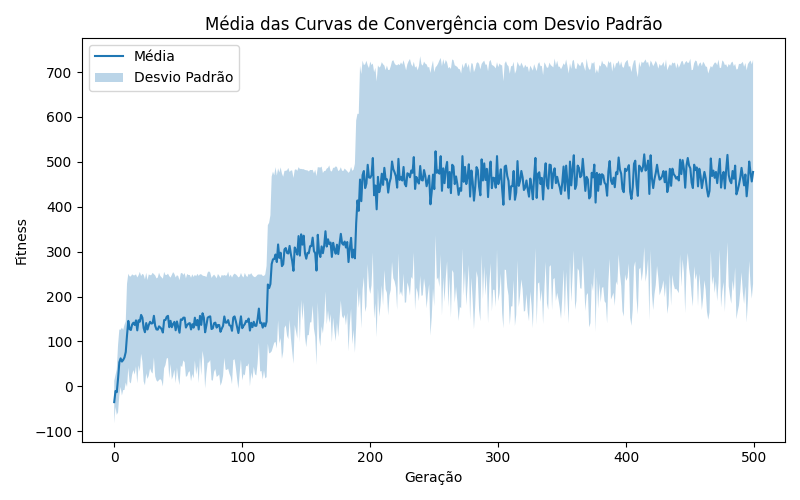 Média das Curvas de Convergência com Desvio Padrão
Média
Desvio Padrão
Fitness
700
600
500
400
300
200
100
0
−100
0 100 200 300 400 500
Geração